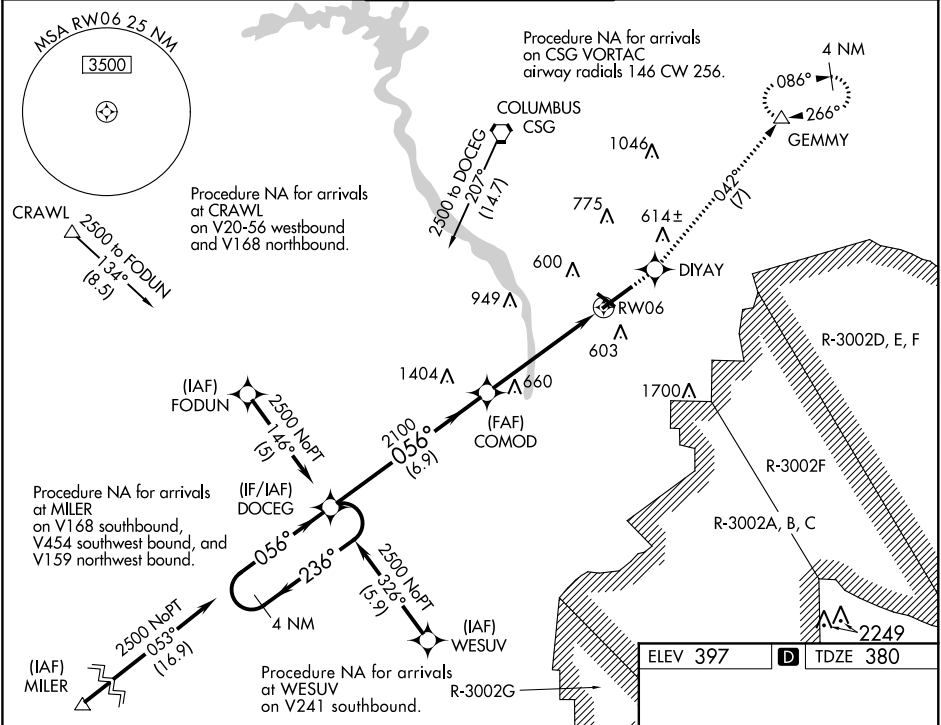 MSA RW06 25 NM
3500
Procedure NA for arrivals
on CSG VORTAC
airway radials 146 CW 256.
4 NM
086°
266°
GEMMY
COLUMBUS
CSG
2500 to DOCEG
207°
(14.7)
1046
042°
(7)
Procedure NA for arrivals
at CRAWL
on V20-56 westbound
and V168 northbound.
CRAWL
2500 to FODUN
134°
(8.5)
775
614±
600
DIYAY
949
RW06
603
R-3002D, E, F
1404
660
1700
(IAF)
FODUN
2500 NoPT
146°
(5)
2100
056°
(6.9)
(FAF)
COMOD
R-3002F
(IF/IAF)
DOCEG
R-3002A, B, C
Procedure NA for arrivals
at MILER
on V168 southbound,
V454 southwest bound, and
V159 northwest bound.
056°
236°
4 NM
2500 NoPT
326°
(5.9)
2500 NoPT
053°
(16.9)
(IAF)
WESUV
2249
(IAF)
MILER
Procedure NA for arrivals
at WESUV
on V241 southbound.
R-3002G
ELEV 397 D TDZE 380